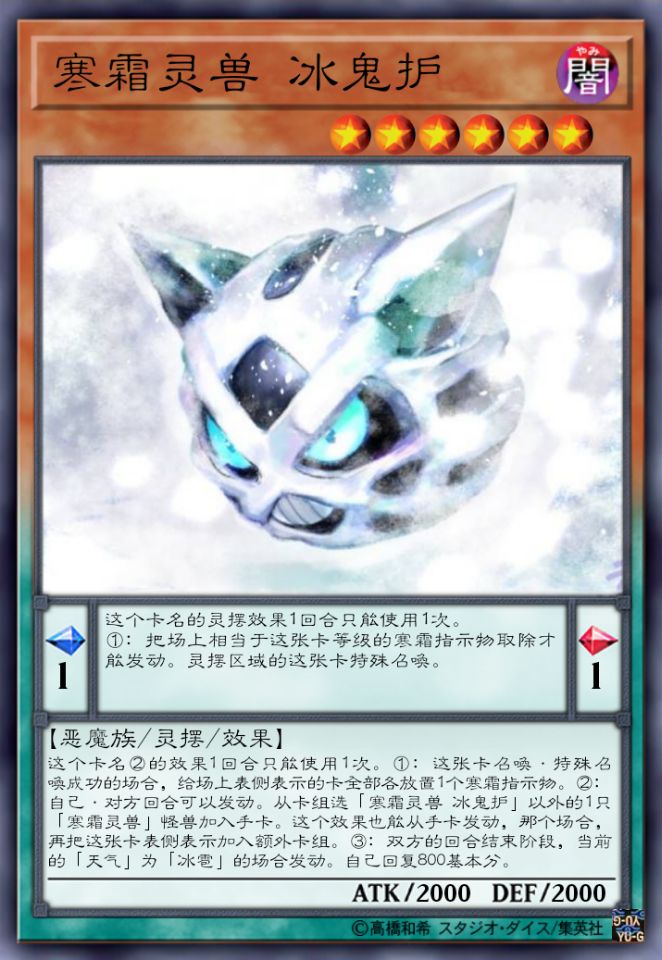 寒霜灵兽 冰鬼护
やみ
闇
这个卡名的灵摆效果1回合只能使用1次。
①：把场上相当于这张卡等级的寒霜指示物取除才
能发动。灵摆区域的这张卡特殊召唤。
1
1
【恶魔族/灵摆/效果】
这个卡名②的效果1回合只能使用1次。①：这张卡召唤·特殊召
唤成功的场合，给场上表侧表示的卡全部各放置1个寒霜指示物。②：
自己·对方回合可以发动。从卡组选「寒霜灵兽 冰鬼护」以外的1只
「寒霜灵兽」怪兽加入手卡。这个效果也能从手卡发动，那个场合，
再把这张卡表侧表示加入额外卡组。③：双方的回合结束阶段，当前
的「天气」为「冰雹」的场合发动。自己回复800基本分。
ATK/2000 DEF/2000
©高橋和希 スタジオ·ダイス/集英社